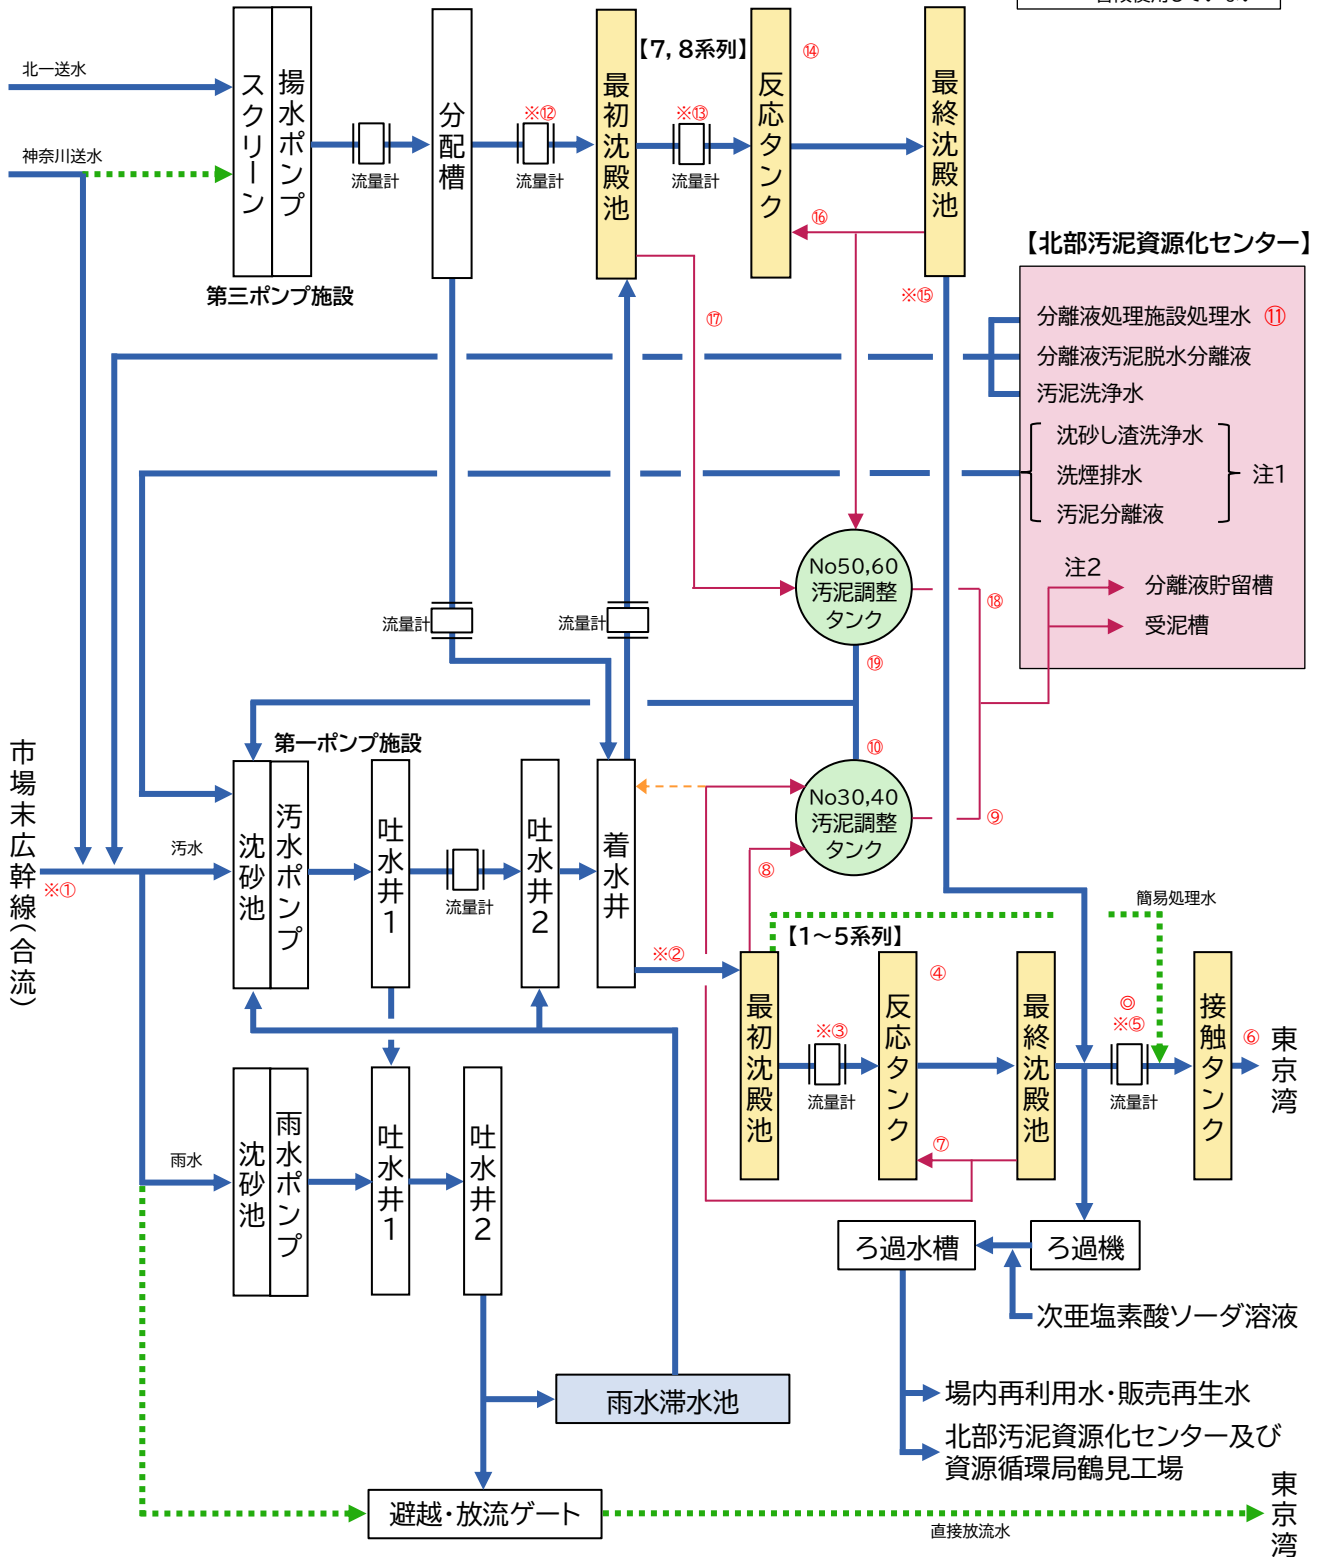 北一送水
神奈川送水
スクリーン
揚水ポンプ
第三ポンプ施設
流量計
分配槽
※⑫
流量計
最初沈殿池
【7,8系列】
※⑬
流量計
反応タンク
⑭
⑯
最終沈殿池
※⑮
⑰
【北部汚泥資源化センター】
分離液処理施設処理水 ⑪
分離液汚泥脱水分離液
汚泥洗浄水
沈砂し渣洗浄水
洗煙排水
汚泥分離液
注1
注2
分離液貯留槽
受泥槽
No50,60
汚泥調整
タンク
⑱
⑲
流量計
流量計
⑩
No30,40
汚泥調整
タンク
⑨
⑧
市場末広幹線(合流)
※①
汚水
第一ポンプ施設
沈砂池
汚水ポンプ
吐水井1
流量計
吐水井2
着水井
※②
【1～5系列】
最初沈殿池
※③
流量計
反応タンク
④
⑦
最終沈殿池
簡易処理水
◎
※⑤
流量計
接触タンク
⑥
東京湾
雨水
沈砂池
雨水ポンプ
吐水井1
吐水井2
ろ過水槽
ろ過機
次亜塩素酸ソーダ溶液
雨水滞水池
場内再利用水・販売再生水
北部汚泥資源化センター及び
資源循環局鶴見工場
避越・放流ゲート
直接放流水
東京湾